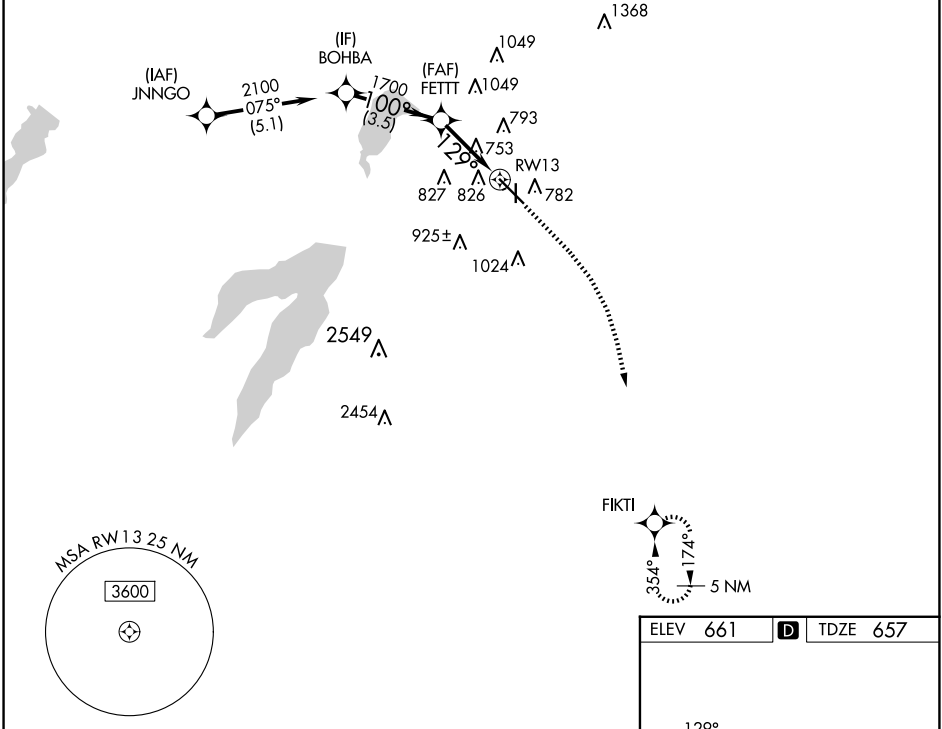 1368
1049
(IF)
BOHBA
(FAF)
FETTT
1049
(IAF)
JNNGO
2100
075°
(5.1)
1700
100°
(3.5)
793
753
129°
RW13
827
826
782
925±
1024
2549
2454
FIKTI
354°
174°
5 NM
MSA RW13 25 NM
3600
ELEV 661 D TDZE 657
129°